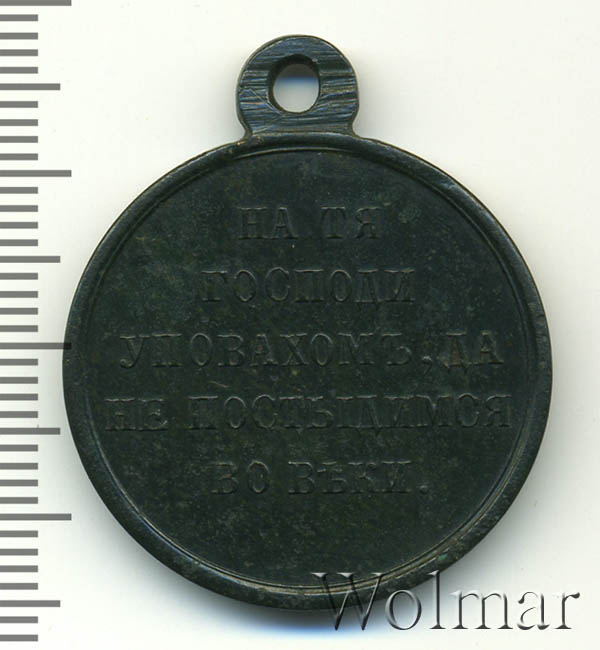 НА ТЯ
ГОСПОДИ
УПОВАХОМЪ, ДА
НЕ ПОСТЫДИМСЯ
ВО ВѢКИ.
Wolmar